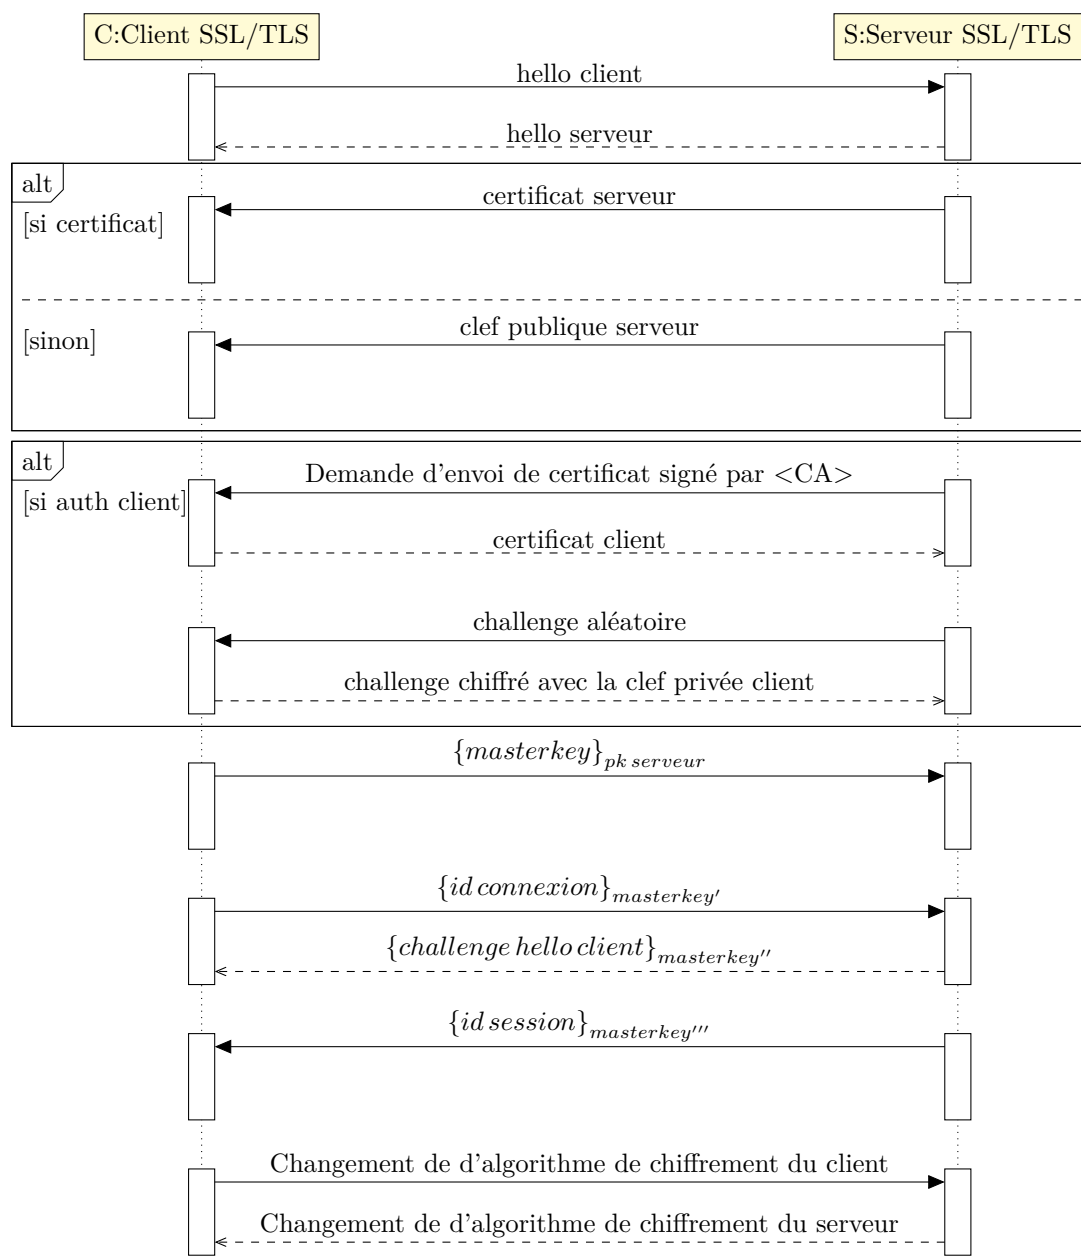 C:Client SSL/TLS
S:Serveur SSL/TLS
hello client
hello serveur
alt
certificat serveur
[si certificat]
clef publique serveur
[sinon]
alt
Demande d'envoi de certificat signé par <CA>
[si auth client]
certificat client
challenge aléatoire
challenge chiffré avec la clef privée client
{masterkey}pk serveur
{id connexion}masterkey'
{challenge hello client}masterkey''
{id session}masterkey'''
Changement de d'algorithme de chiffrement du client
Changement de d'algorithme de chiffrement du serveur